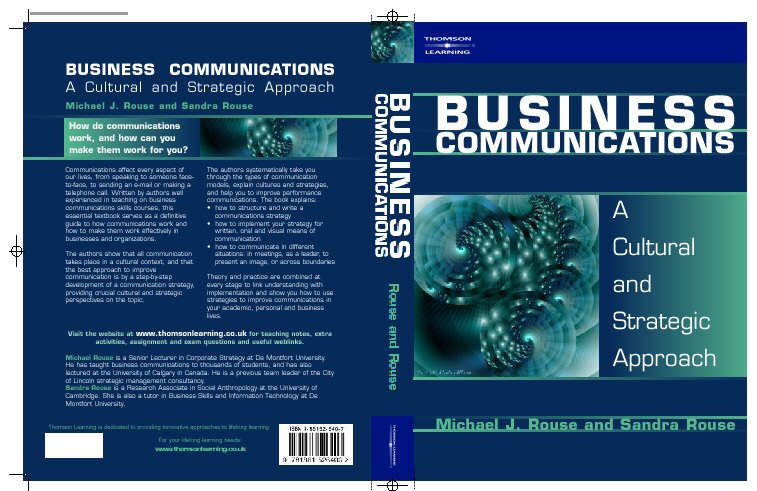 BUSINESS COMMUNICATIONS
A Cultural and Strategic Approach
Michael J. Rouse and Sandra Rouse
How do communications
work, and how can you
make them work for you?
Communications affect every aspect of
our lives, from speaking to someone face-
to-face, to sending an e-mail or making a
telephone call. Written by authors well
experienced in teaching on business
communications skills courses, this
essential textbook serves as a definitive
guide to how communications work and
how to make them work effectively in
businesses and organizations.
The authors show that all communication
takes place in a cultural context, and that
the best approach to improve
communication is by a step-by-step
development of a communication strategy,
providing crucial cultural and strategic
perspectives on the topic.
The authors systematically take you
through the types of communication
models, explain cultures and strategies,
and help you to improve performance
communications. The book explains:
• how to structure and write a
communications strategy
• how to implement your strategy for
written, oral and visual means of
communication
• how to communicate in different
situations: in meetings, as a leader, to
present an image, or across boundaries
Theory and practice are combined at
every stage to link understanding with
implementation and show you how to use
strategies to improve communications in
your academic, personal and business
lives.
Visit the website at www.thomsonlearning.co.uk for teaching notes, extra
activities, assignment and exam questions and useful weblinks.
Michael Rouse is a Senior Lecturer in Corporate Strategy at De Montfort University.
He has taught business communications to thousands of students, and has also
lectured at the University of Calgary in Canada. He is a previous team leader of the City
of Lincoln strategic management consultancy.
Sandra Rouse is a Research Associate in Social Anthropology at the University of
Cambridge. She is also a tutor in Business Skills and Information Technology at De
Montfort University.
Thomson Learning is dedicated to providing innovative approaches to lifelong learning
For your lifelong learning needs:
www.thomsonlearning.co.uk
BUSINESS
COMMUNICATIONS
Rouse and Rouse
THOMSON
LEARNING
BUSINESS
COMMUNICATIONS
A
Cultural
and
Strategic
Approach
Michael J. Rouse and Sandra Rouse